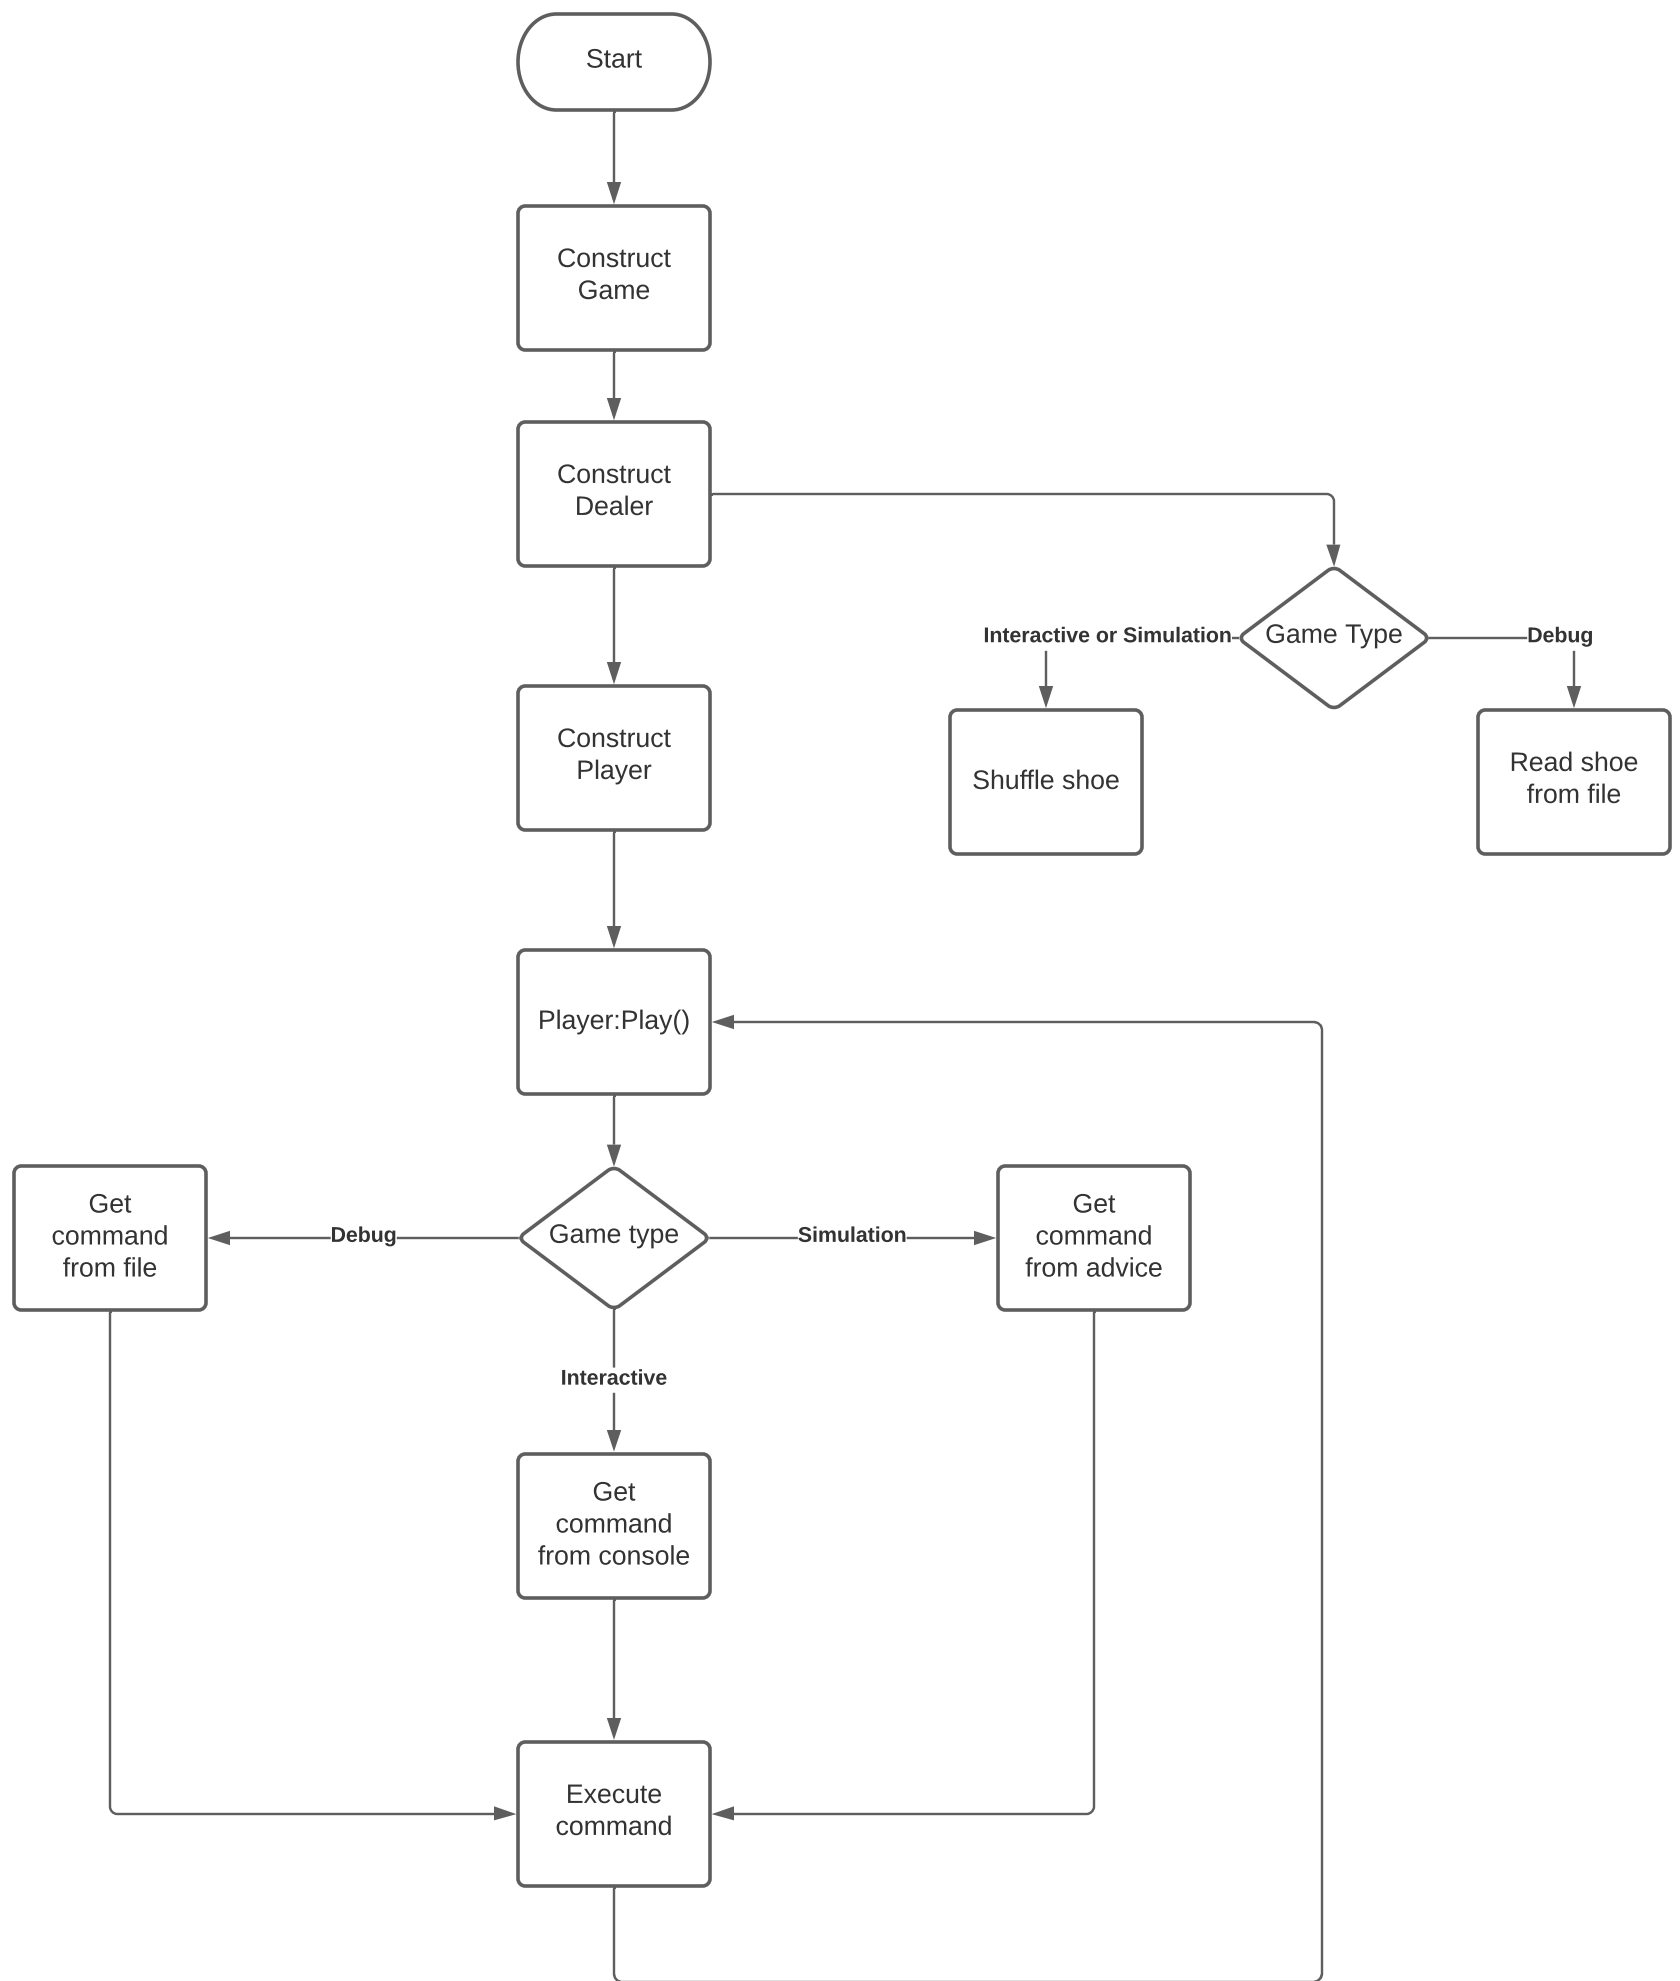 Start
Construct
Game
Construct
Dealer
Game Type
Interactive or Simulation
Debug
Shuffle shoe
Read shoe
from file
Construct
Player
Player:Play()
Game type
Debug
Simulation
Interactive
Get
command
from file
Get
command
from advice
Get
command
from console
Execute
command